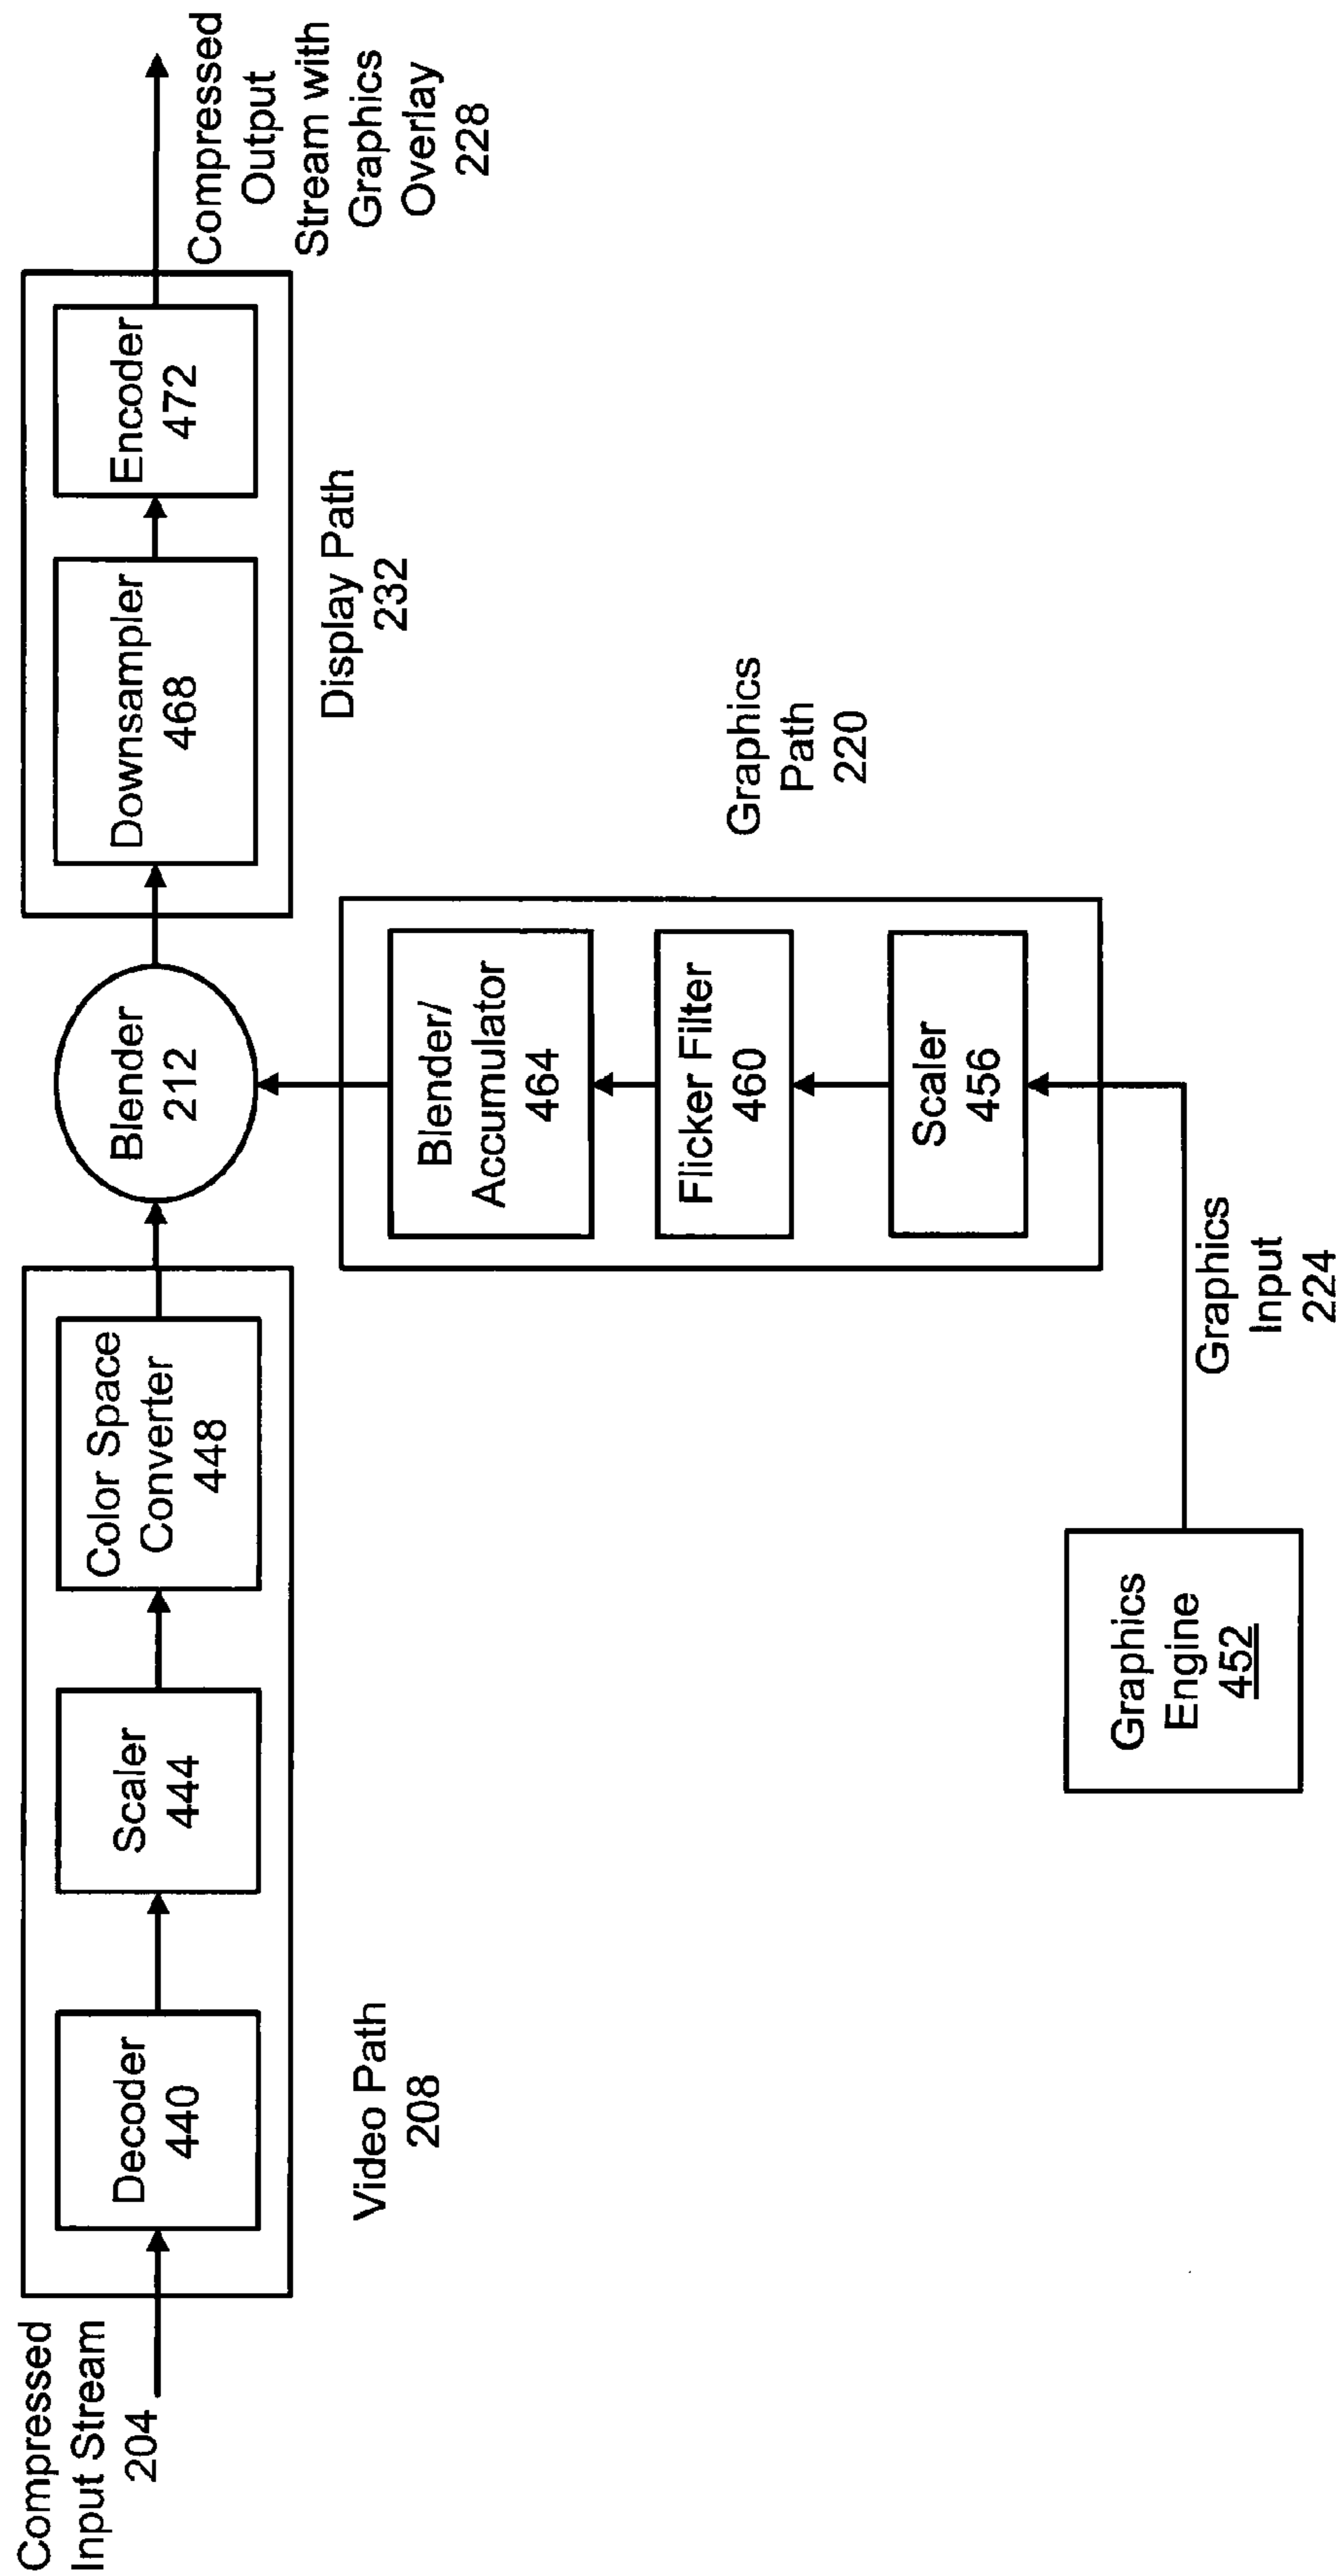 Compressed
Input Stream
204
Decoder
440
Scaler
444
Color Space
Converter
448
Video Path
208
Blender
212
Downsampler
468
Encoder
472
Display Path
232
Compressed
Output
Stream with
Graphics
Overlay
228
Blender/
Accumulator
464
Flicker Filter
460
Scaler
456
Graphics
Path
220
Graphics
Engine
452
Graphics
Input
224